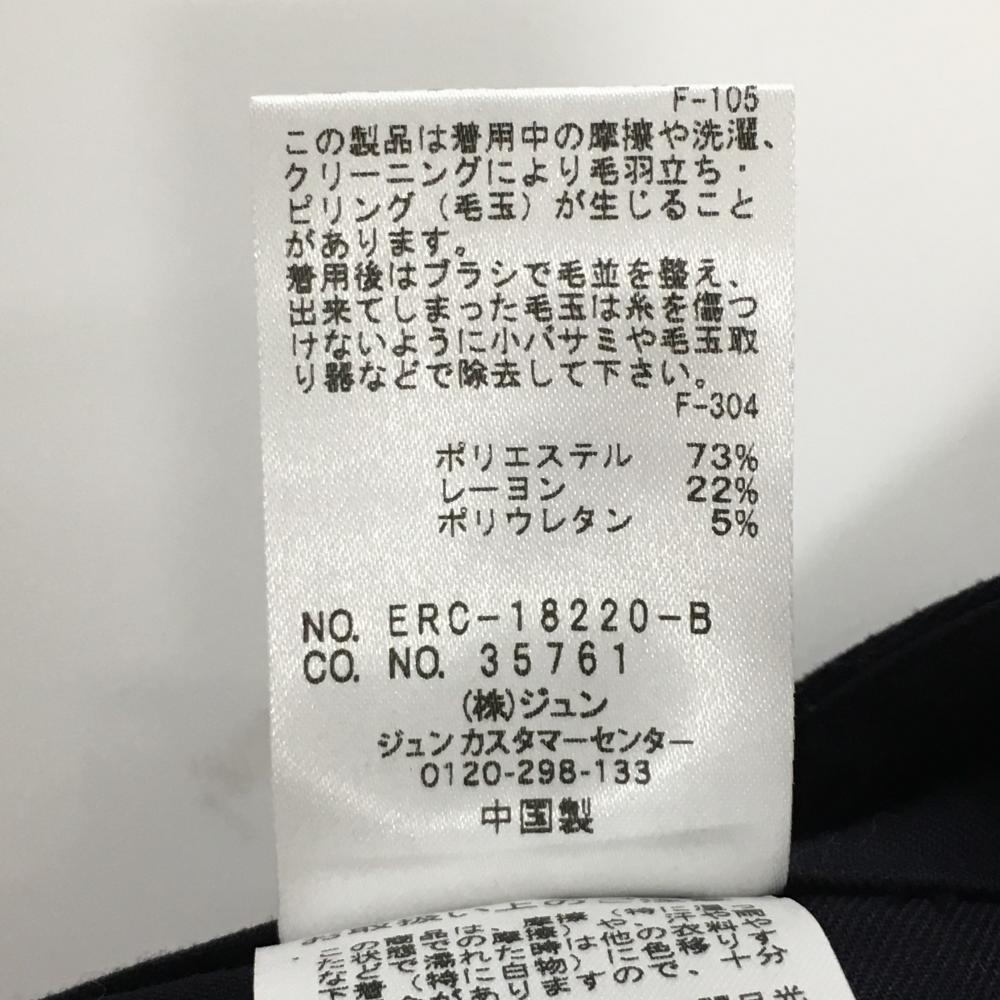 F-105
この製品は着用中の摩擦や洗濯、
クリーニングにより毛羽立ち・
ピリング（毛玉）が生じること
があります。
着用後はブラシで毛並を整え、
出来てしまった毛玉は糸を傷つ
けないように小バサミや毛玉取
り器などで除去して下さい。
F-304
ポリエステル 73%
レーヨン 22%
ポリウレタン 5%
NO. ERC-18220-B
CO. NO. 35761
(株)ジュン
ジュンカスタマーセンター
0120-298-133
中国製